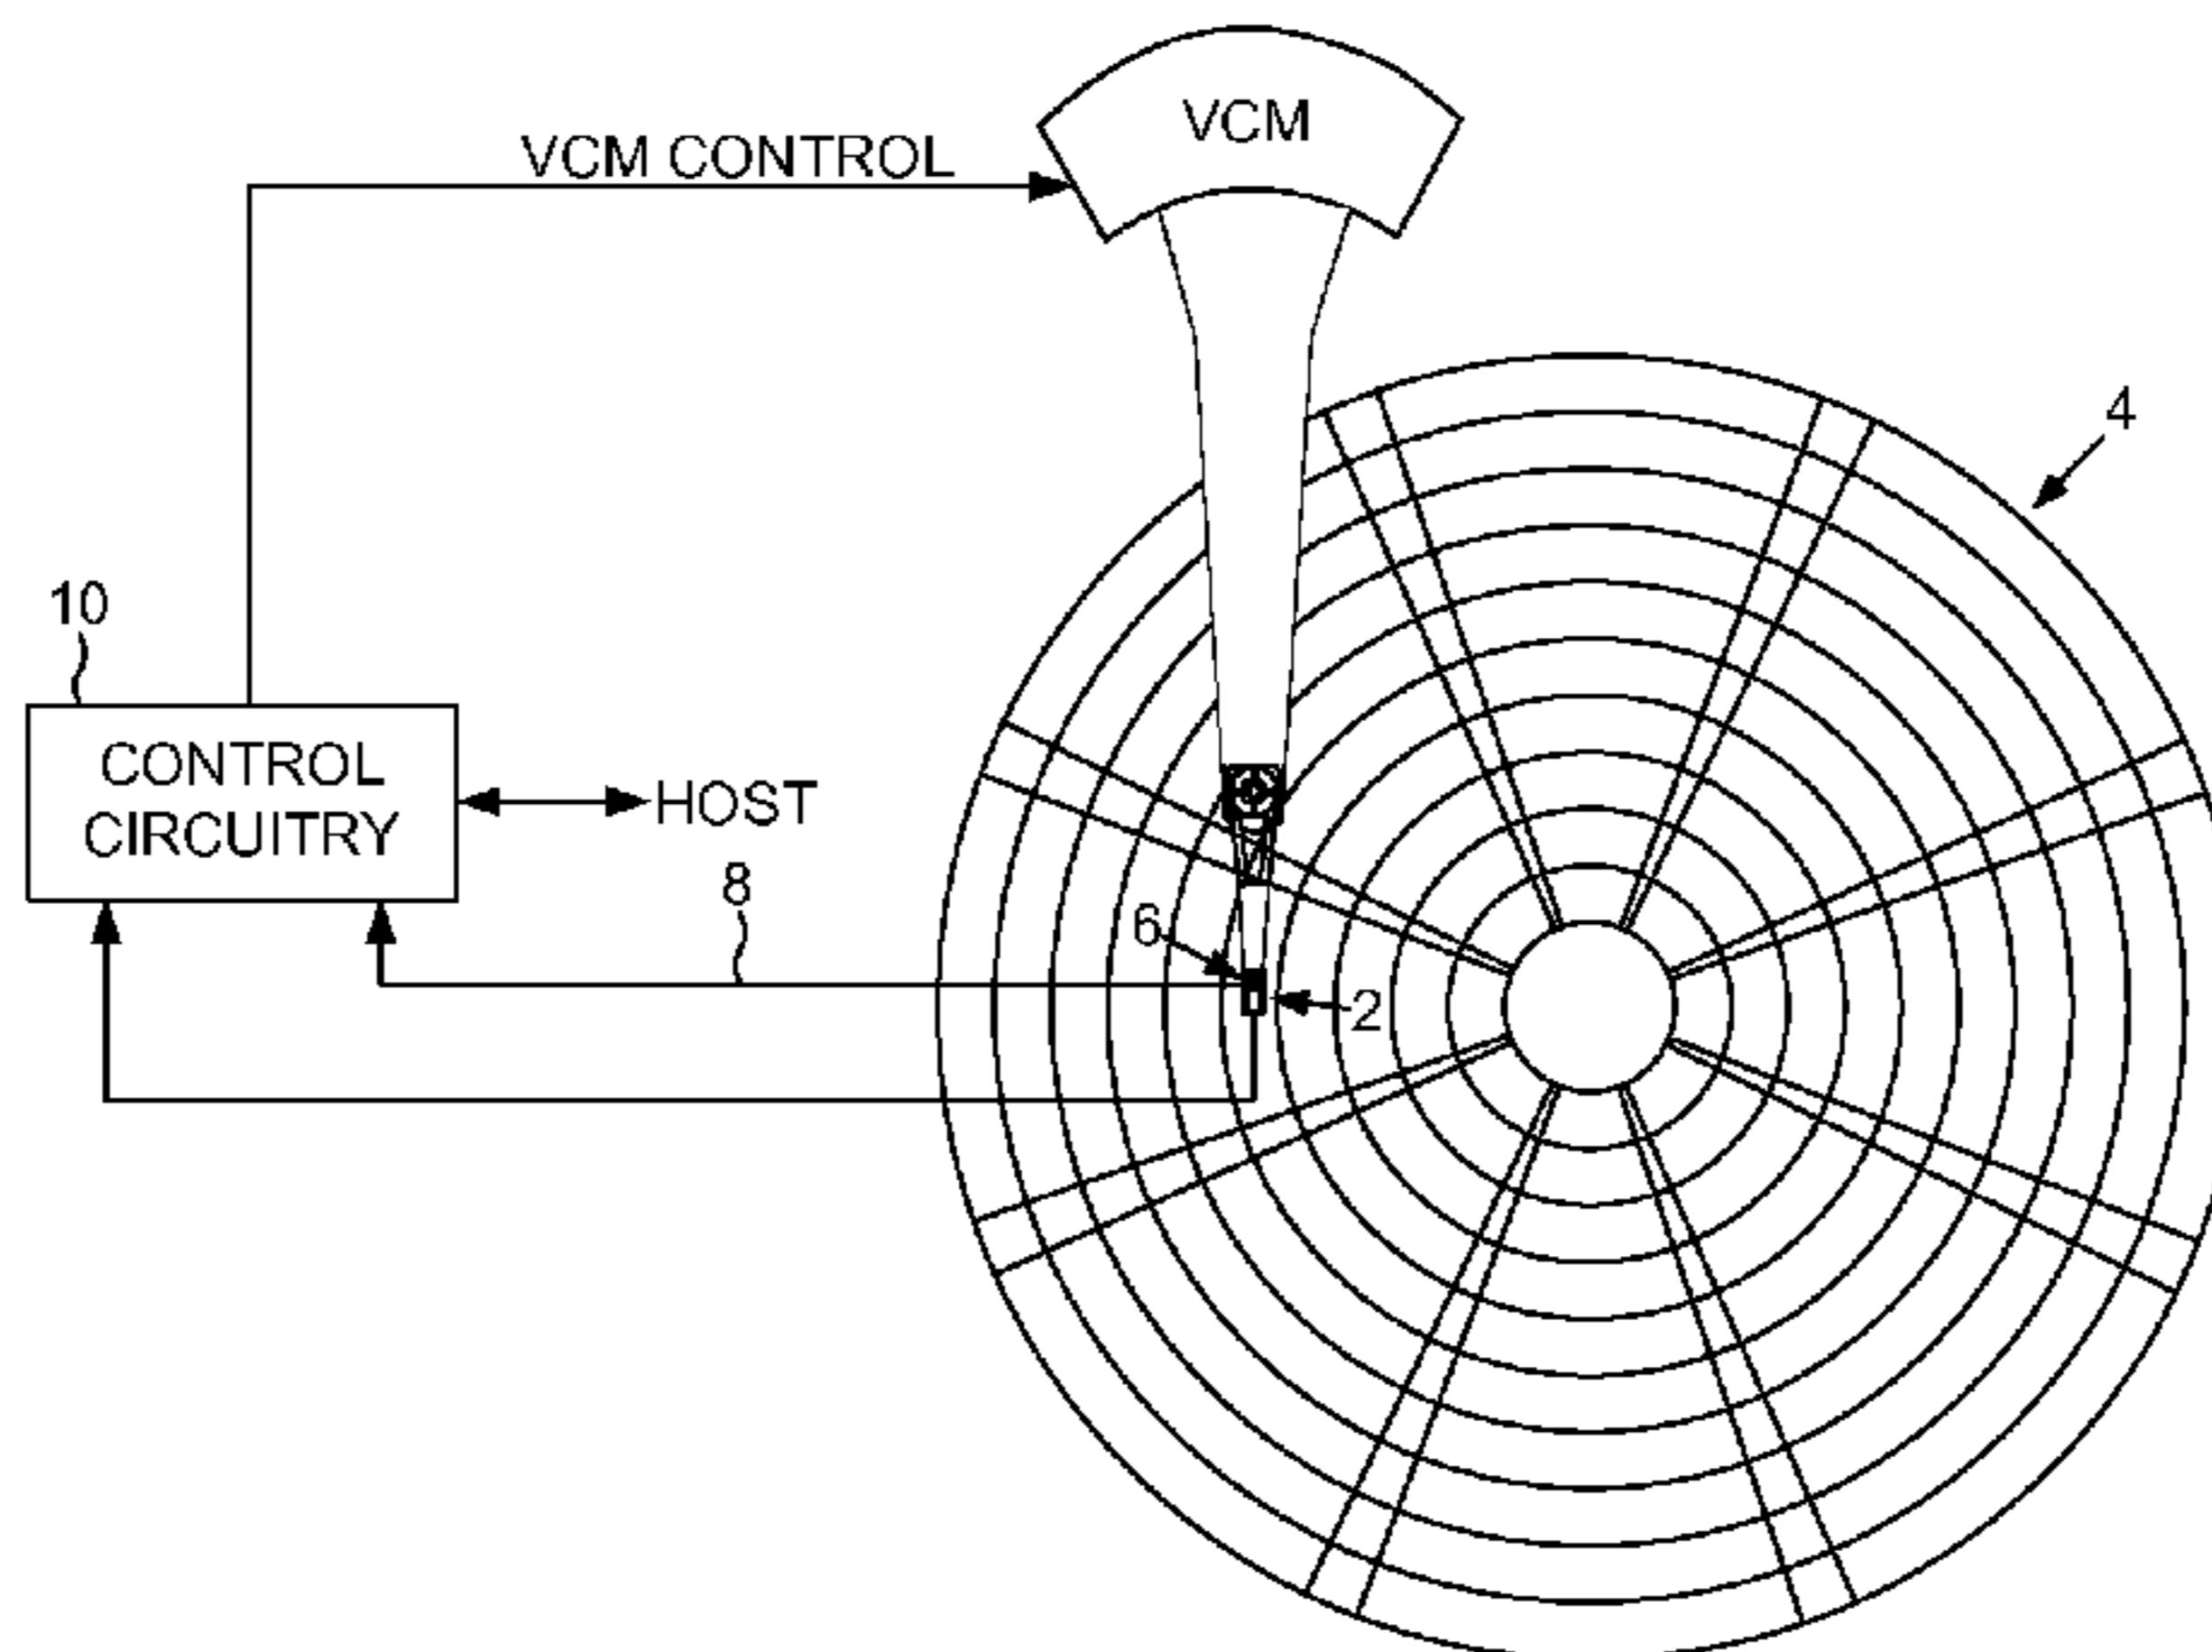 VCM
VCM CONTROL
4
10
CONTROL
CIRCUITRY
HOST
8
6
2